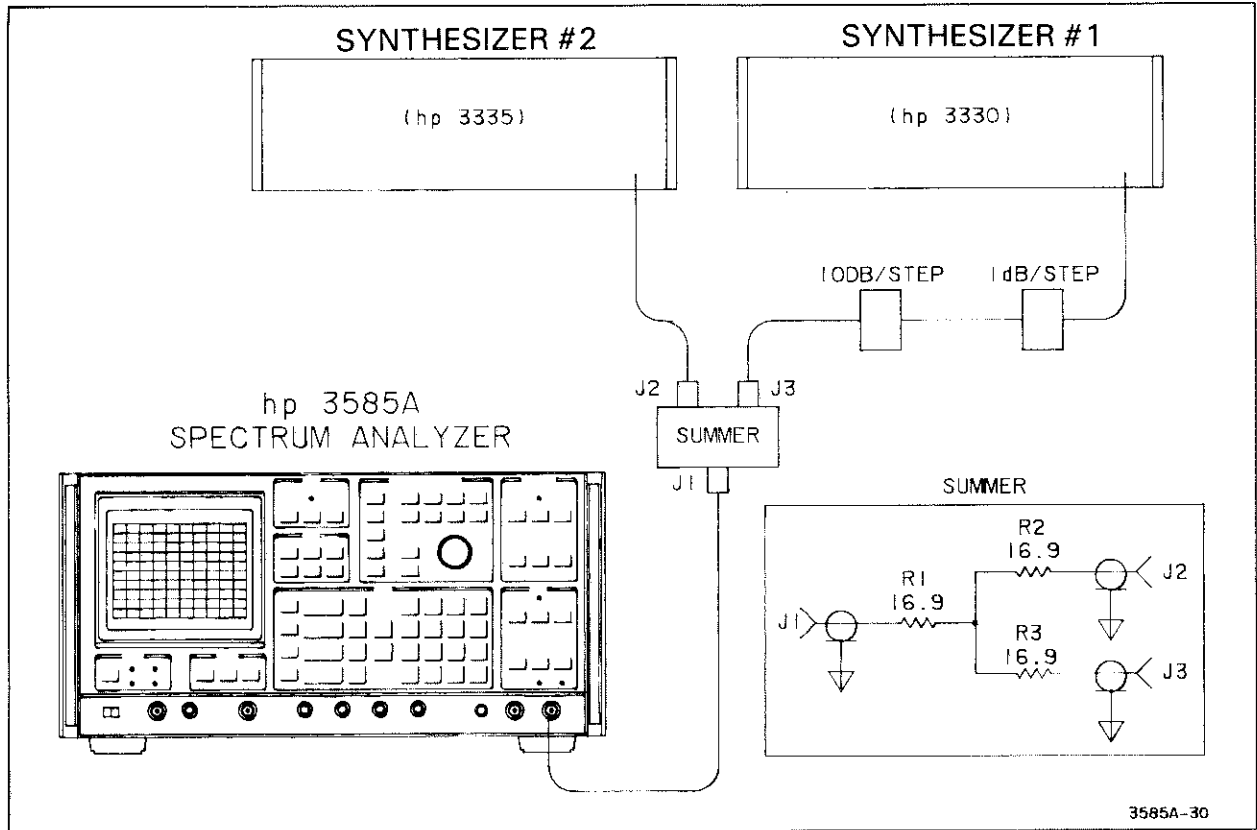 SYNTHESIZER #2
SYNTHESIZER #1
(hp 3335)
(hp 3330)
10DB/STEP
1dB/STEP
J2
J3
SUMMER
J1
hp 3585A
SPECTRUM ANALYZER
SUMMER
R2
16.9
J2
R1
16.9
J1
R3
16.9
J3
3585A-30